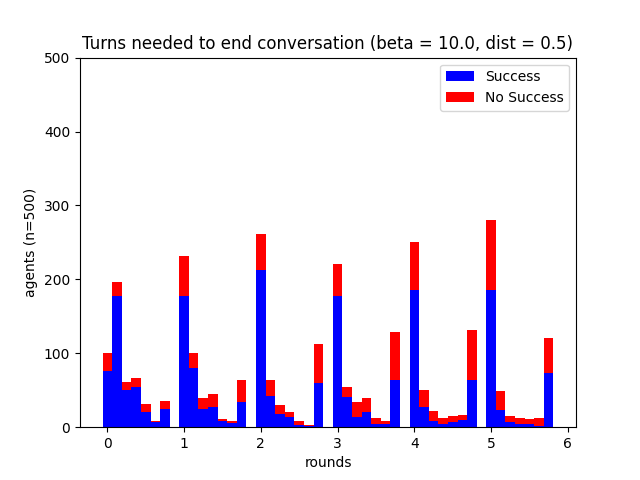 Turns needed to end conversation (beta = 10.0, dist = 0.5)
Success
No Success
500
400
300
200
100
0
agents (n=500)
0 1 2 3 4 5 6
rounds